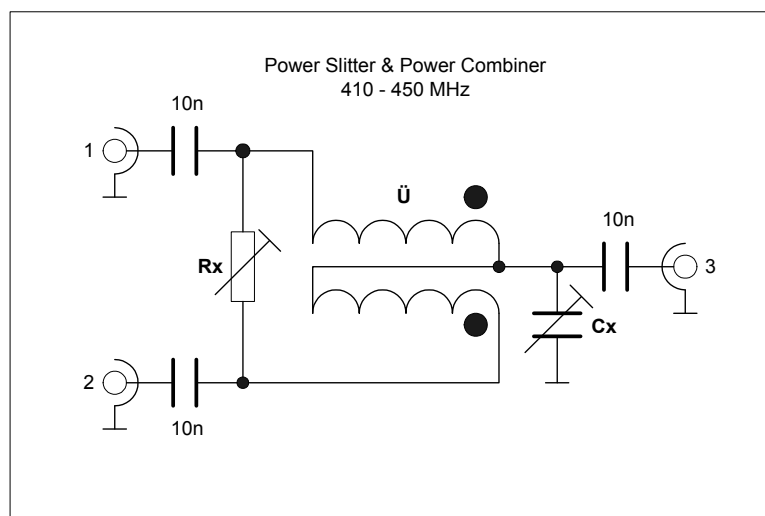 Power Slitter & Power Combiner
410 - 450 MHz
10n
1
Ü
10n
Rx
3
Cx
2
10n